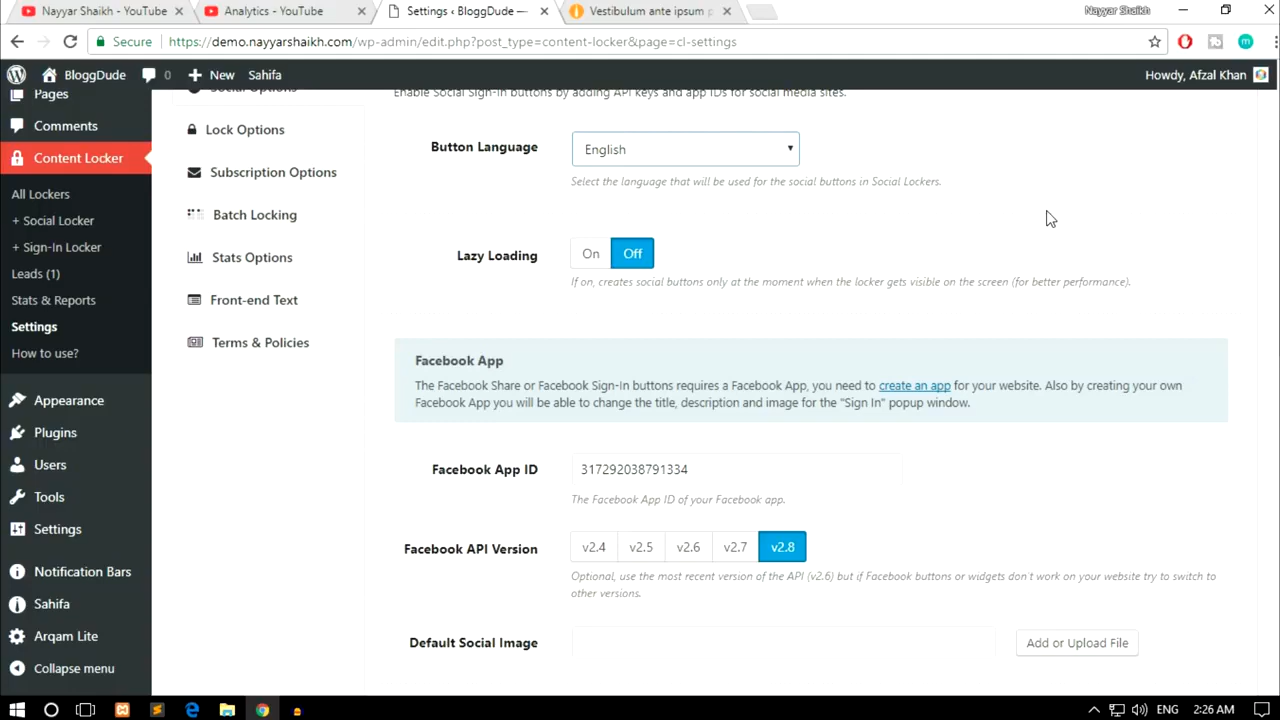 Nayyar Shaikh - YouTube
Analytics - YouTube
Settings ‹ BloggDude —
Vestibulum ante ipsum p
Nayyar Shaikh
Secure
https://demo.nayyarshaikh.com/wp-admin/edit.php?post_type=content-locker&page=cl-settings
BloggDude
0
New
Sahifa
Howdy, Afzal Khan
Pages
Comments
Content Locker
All Lockers
+ Social Locker
+ Sign-In Locker
Leads (1)
Stats & Reports
Settings
How to use?
Appearance
Plugins
Users
Tools
Settings
Notification Bars
Sahifa
Arqam Lite
Collapse menu
Social Options
Lock Options
Subscription Options
Batch Locking
Stats Options
Front-end Text
Terms & Policies
Enable Social Sign-In buttons by adding API keys and app IDs for social media sites.
Button Language
English
Select the language that will be used for the social buttons in Social Lockers.
Lazy Loading
On Off
If on, creates social buttons only at the moment when the locker gets visible on the screen (for better performance).
Facebook App
The Facebook Share or Facebook Sign-In buttons requires a Facebook App, you need to create an app for your website. Also by creating your own
Facebook App you will be able to change the title, description and image for the "Sign In" popup window.
Facebook App ID
317292038791334
The Facebook App ID of your Facebook app.
Facebook API Version
v2.4 v2.5 v2.6 v2.7 v2.8
Optional, use the most recent version of the API (v2.6) but if Facebook buttons or widgets don't work on your website try to switch to
other versions.
Default Social Image
Add or Upload File
ENG
2:26 AM